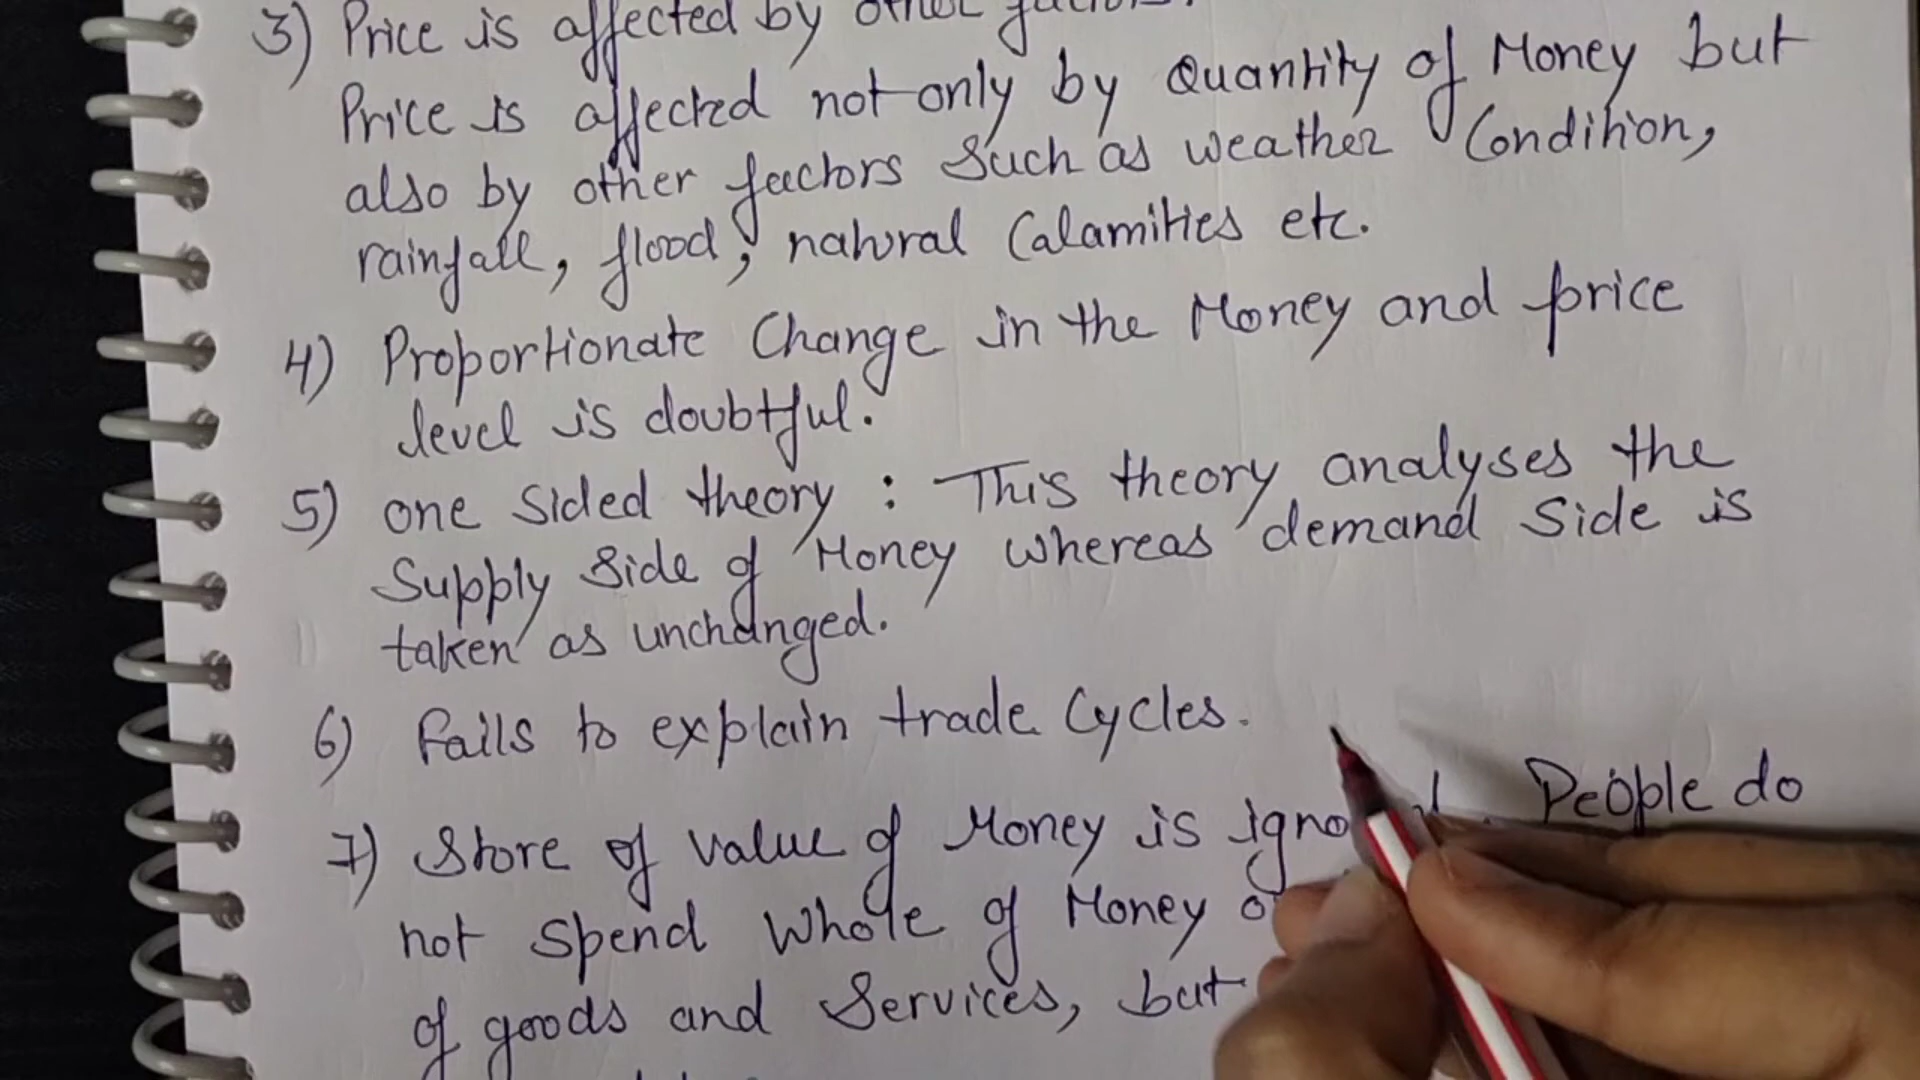 3) Price is affected by other factors.
Price is affected not only by Quantity of Money but
also by other factors such as weather Condition,
rainfall, flood, natural Calamities etc.
4) Proportionate Change in the Money and price
level is doubtful.
5) one sided theory : This theory analyses the
Supply side of Money whereas demand side is
taken as unchanged.
6) Fails to explain trade Cycles.
7) Store of value of Money is People do
not spend whole of Money
of goods and Services, but